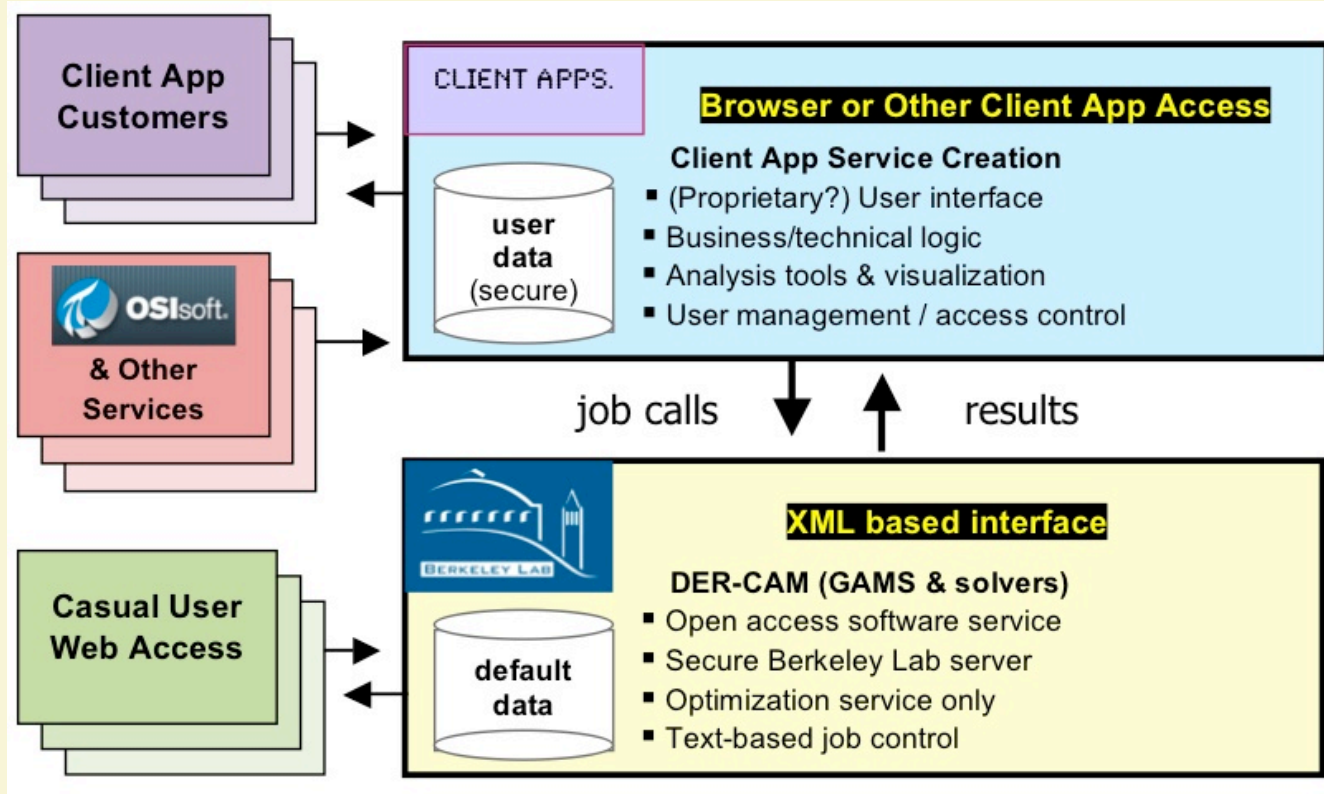 Client App
Customers
CLIENT APPS.
Browser or Other Client App Access
Client App Service Creation
▪ (Proprietary?) User interface
▪ Business/technical logic
▪ Analysis tools & visualization
▪ User management / access control
user
data
(secure)
OSIsoft.
& Other
Services
job calls
results
BERKELEY LAB
XML based interface
DER-CAM (GAMS & solvers)
▪ Open access software service
▪ Secure Berkeley Lab server
▪ Optimization service only
▪ Text-based job control
default
data
Casual User
Web Access